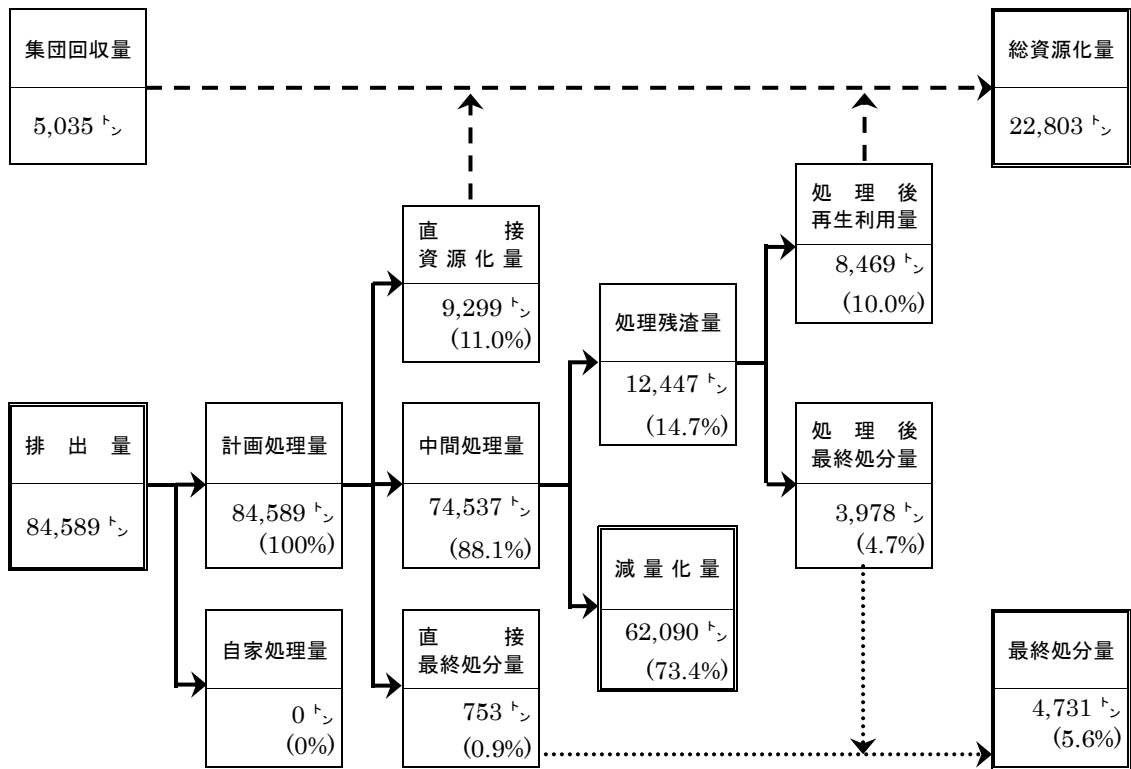 集団回収量
5,035 トン
総資源化量
22,803 トン
直接
資源化量
9,299 トン
(11.0%)
処理後
再生利用量
8,469 トン
(10.0%)
処理残渣量
12,447 トン
(14.7%)
排出量
84,589 トン
計画処理量
84,589 トン
(100%)
中間処理量
74,537 トン
(88.1%)
処理後
最終処分量
3,978 トン
(4.7%)
減量化量
62,090 トン
(73.4%)
自家処理量
0 トン
(0%)
直接
最終処分量
753 トン
(0.9%)
最終処分量
4,731 トン
(5.6%)